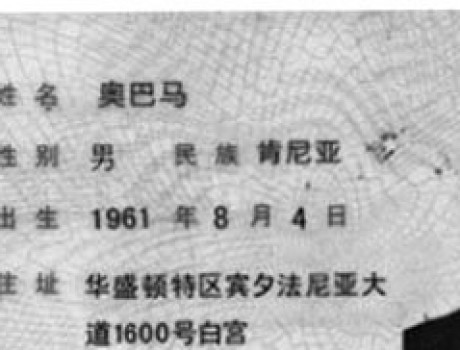 姓名 奥巴马
性别 男 民族 肯尼亚
出生 1961 年 8 月 4 日
住址 华盛顿特区宾夕法尼亚大
道1600号白宫